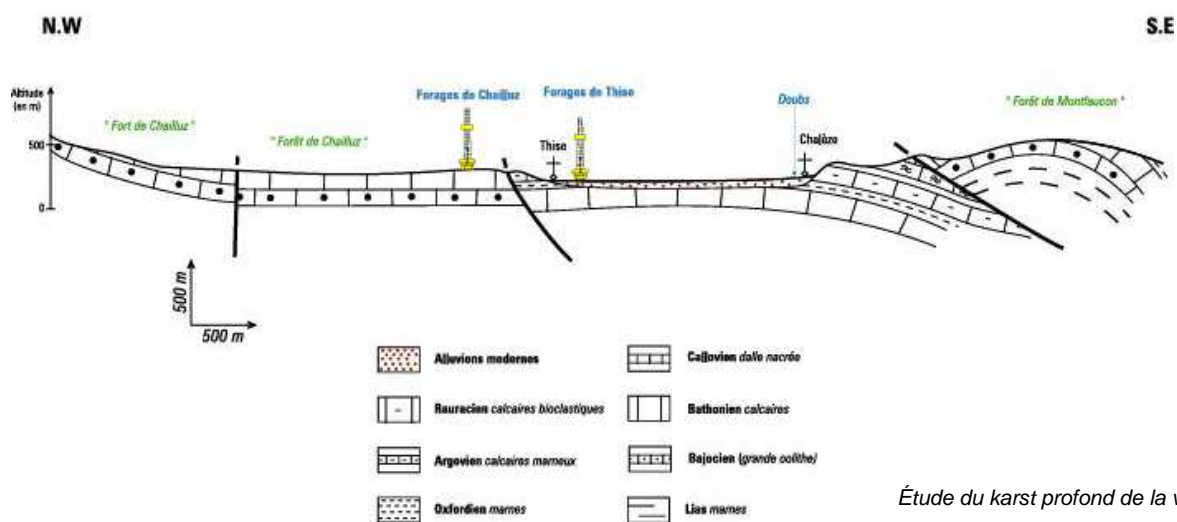 N.W
S.E
Altitude
(en m)
Forages de Chailluz
Forages de Thise
Doubs
" Forêt de Montfaucon "
" Fort de Chailluz "
" Forêt de Chailluz "
Thise
Chalèze
500
0
500 m
500 m
Alluvions modernes
Callovien dalle nacrée
Rauracien calcaires bioclastiques
Bathonien calcaires
Argovien calcaires marneux
Bajocien (grande oolithe)
Oxfordien marnes
Lias marnes
Étude du karst profond de la v